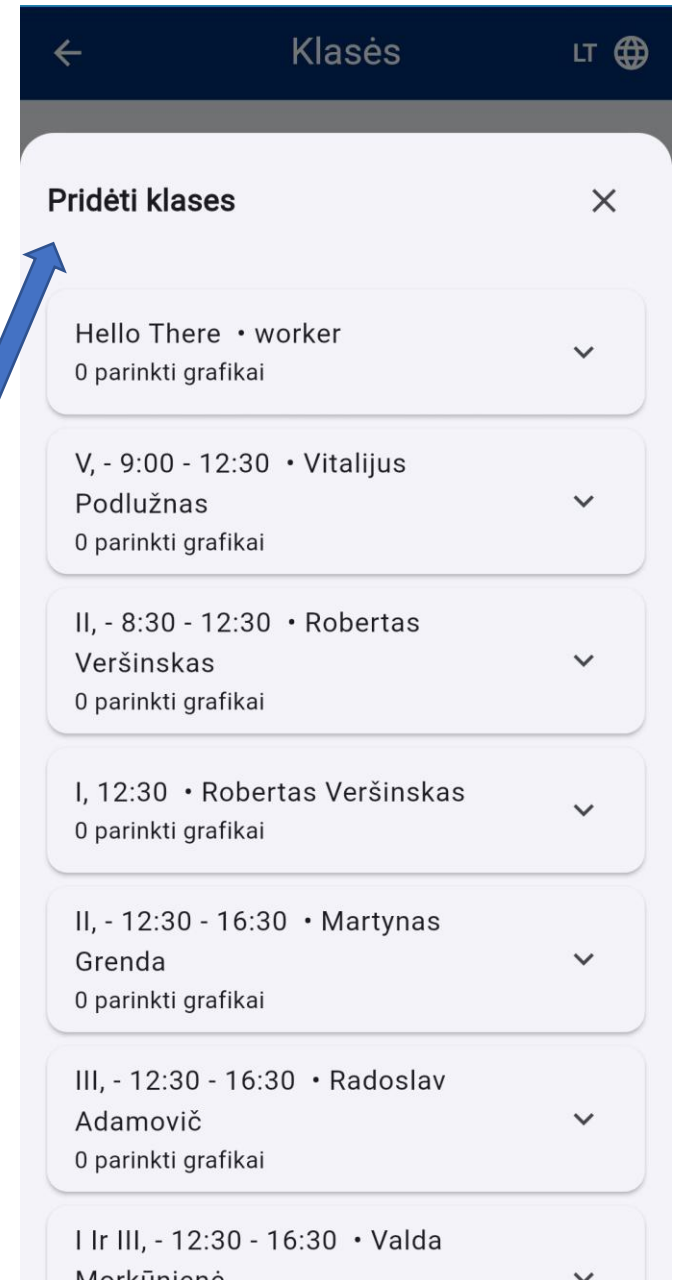 Klasės LT
Pridėti klases
Hello There • worker
0 parinkti grafikai
V, - 9:00 - 12:30 • Vitalijus
Podlužnas
0 parinkti grafikai
II, - 8:30 - 12:30 • Robertas
Veršinskas
0 parinkti grafikai
I, 12:30 • Robertas Veršinskas
0 parinkti grafikai
II, - 12:30 - 16:30 • Martynas
Grenda
0 parinkti grafikai
III, - 12:30 - 16:30 • Radoslav
Adamovič
0 parinkti grafikai
I Ir III, - 12:30 - 16:30 • Valda
Morkūnienė